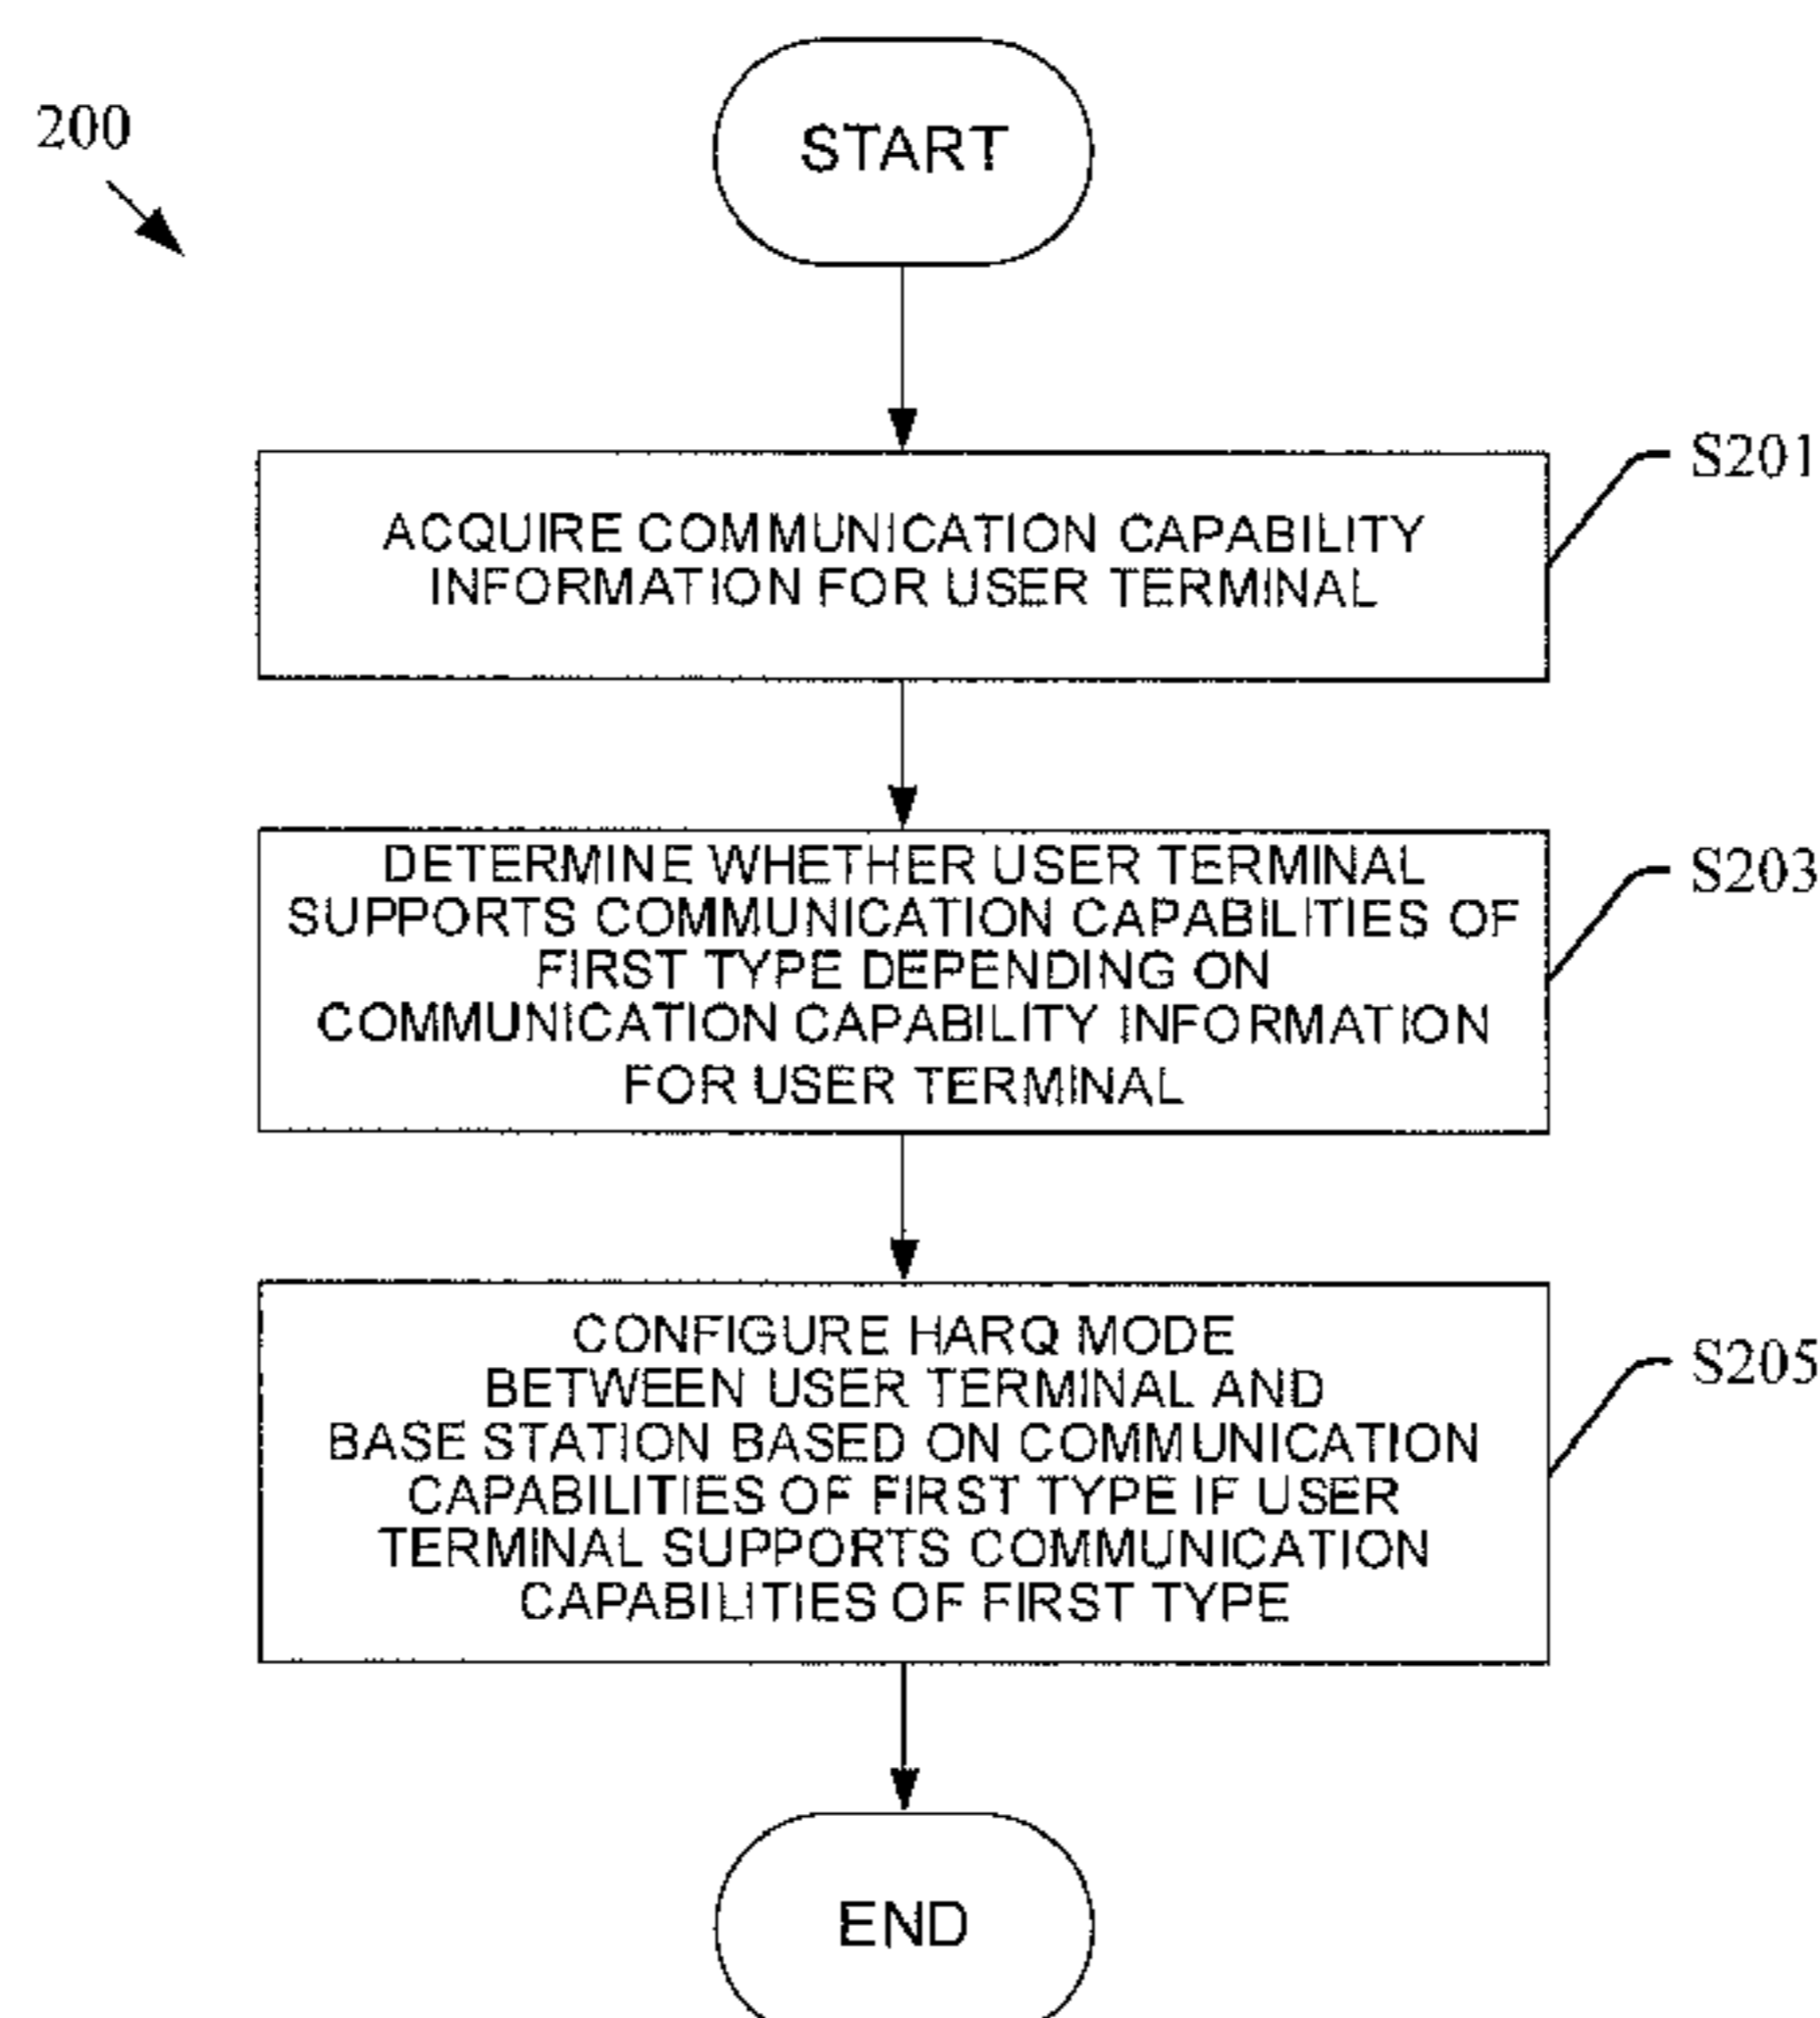 200
START
S201
ACQUIRE COMMUNICATION CAPABILITY
INFORMATION FOR USER TERMINAL
S203
DETERMINE WHETHER USER TERMINAL
SUPPORTS COMMUNICATION CAPABILITIES OF
FIRST TYPE DEPENDING ON
COMMUNICATION CAPABILITY INFORMATION
FOR USER TERMINAL
S205
CONFIGURE HARQ MODE
BETWEEN USER TERMINAL AND
BASE STATION BASED ON COMMUNICATION
CAPABILITIES OF FIRST TYPE IF USER
TERMINAL SUPPORTS COMMUNICATION
CAPABILITIES OF FIRST TYPE
END